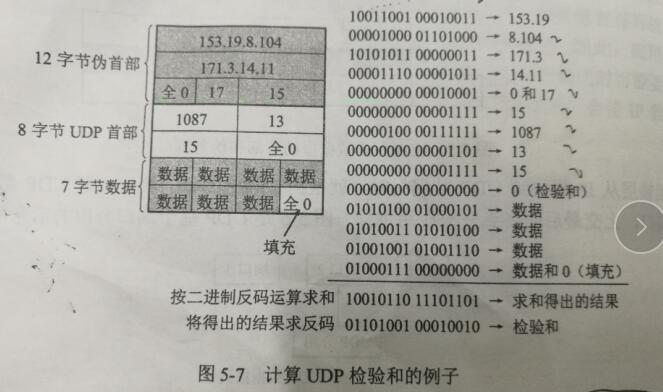 12 字节伪首部
153.19.8.104
171.3.14.11
全 0 17 15
8 字节 UDP 首部
1087 13
15 全 0
7 字节数据
数据 数据 数据 数据
数据 数据 数据 全 0
填充
10011001 00010011 → 153.19
00001000 01101000 → 8.104
10101011 00000011 → 171.3
00001110 00001011 → 14.11
00000000 00010001 → 0 和 17
00000000 00001111 → 15
00000100 00111111 → 1087
00000000 00001101 → 13
00000000 00001111 → 15
00000000 00000000 → 0（检验和）
01010100 01000101 → 数据
01010011 01010100 → 数据
01001001 01001110 → 数据
01000111 00000000 → 数据和 0（填充）
按二进制反码运算求和 10010110 11101101 → 求和得出的结果
将得出的结果求反码 01101001 00010010 → 检验和
图 5-7 计算 UDP 检验和的例子